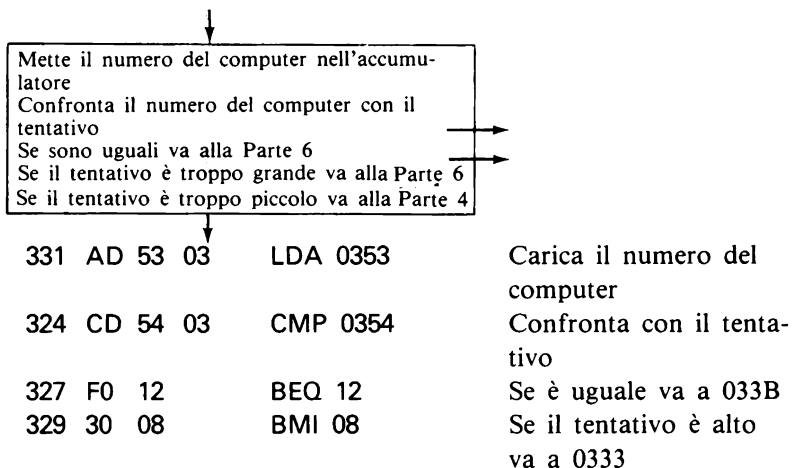 Mette il numero del computer nell'accumu-
latore
Confronta il numero del computer con il
tentativo
Se sono uguali va alla Parte 6
Se il tentativo è troppo grande va alla Parte 6
Se il tentativo è troppo piccolo va alla Parte 4
331 AD 53 03 LDA 0353 Carica il numero del
computer
324 CD 54 03 CMP 0354 Confronta con il tenta-
tivo
327 F0 12 BEQ 12 Se è uguale va a 033B
329 30 08 BMI 08 Se il tentativo è alto
va a 0333